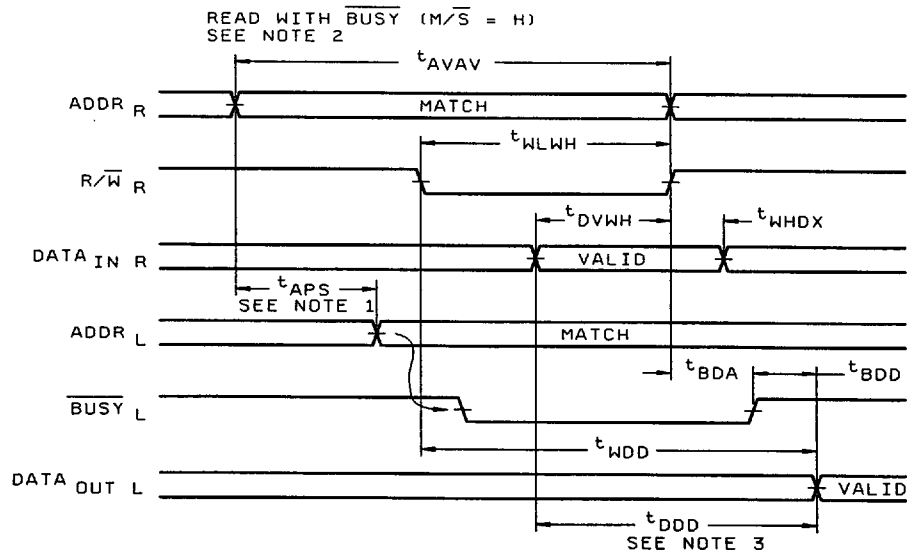 READ WITH BUSY (M/S = H)
SEE NOTE 2
tAVAV
ADDR R MATCH
tWLWH
R/W R
tDVWH tWHDX
DATA IN R VALID
tAPS
SEE NOTE 1
ADDR L MATCH
tBDA tBDD
BUSY L
tWDD
DATA OUT L VALID
tDDD
SEE NOTE 3